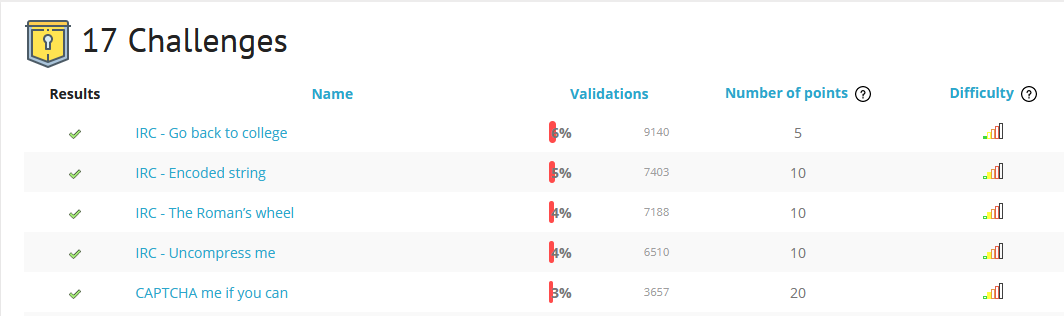 17 Challenges
Results Name Validations Number of points ? Difficulty ?
IRC - Go back to college 6% 9140 5
IRC - Encoded string 5% 7403 10
IRC - The Roman’s wheel 4% 7188 10
IRC - Uncompress me 4% 6510 10
CAPTCHA me if you can 3% 3657 20